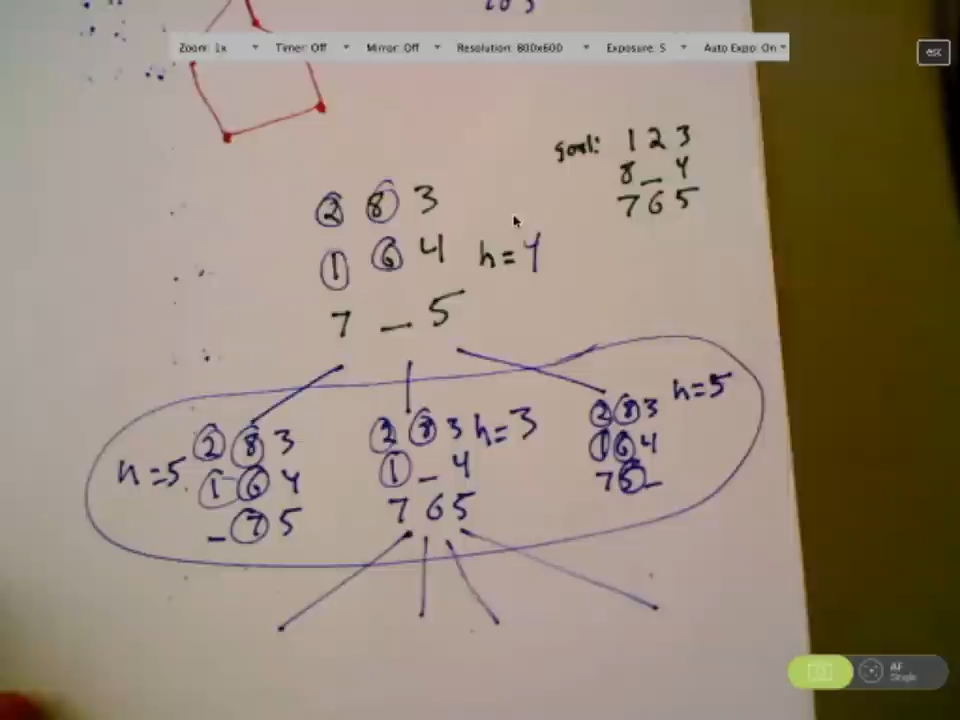 Zoom: 1x Timer: Off Mirror: Off Resolution: 800x600 Exposure: 5 Auto Expo: On
esc
goal: 1 2 3
8 _ 4
7 6 5
2 8 3
1 6 4 h=4
7 _ 5
2 8 3
1 6 4
_ 7 5
h=5
2 8 3 h=3
1 _ 4
7 6 5
2 8 3 h=5
1 6 4
7 5 _
AF
Single